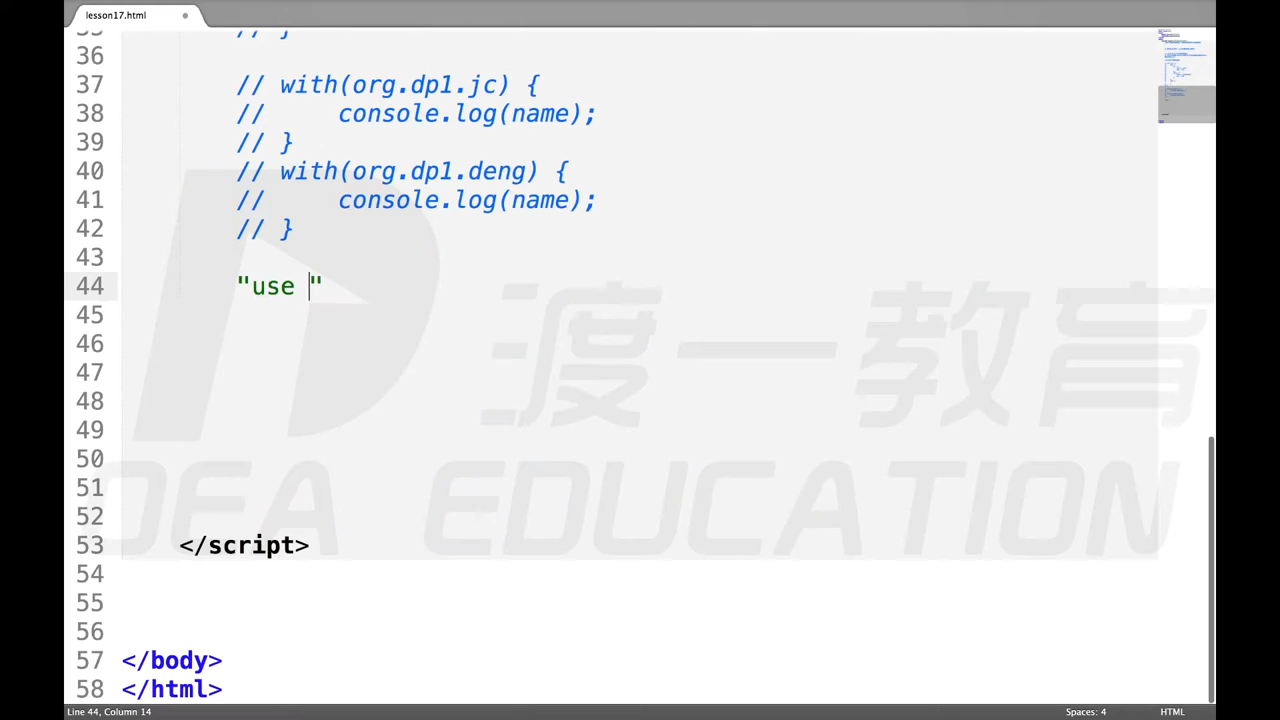 lesson17.html
35 // }
36
37 // with(org.dp1.jc) {
38 //     console.log(name);
39 // }
40 // with(org.dp1.deng) {
41 //     console.log(name);
42 // }
43
44 "use "
45
46
47
48
49
50
51
52
53 </script>
54
55
56
57 </body>
58 </html>
渡一教育
DEA EDUCATION
Line 44, Column 14
Spaces: 4
HTML